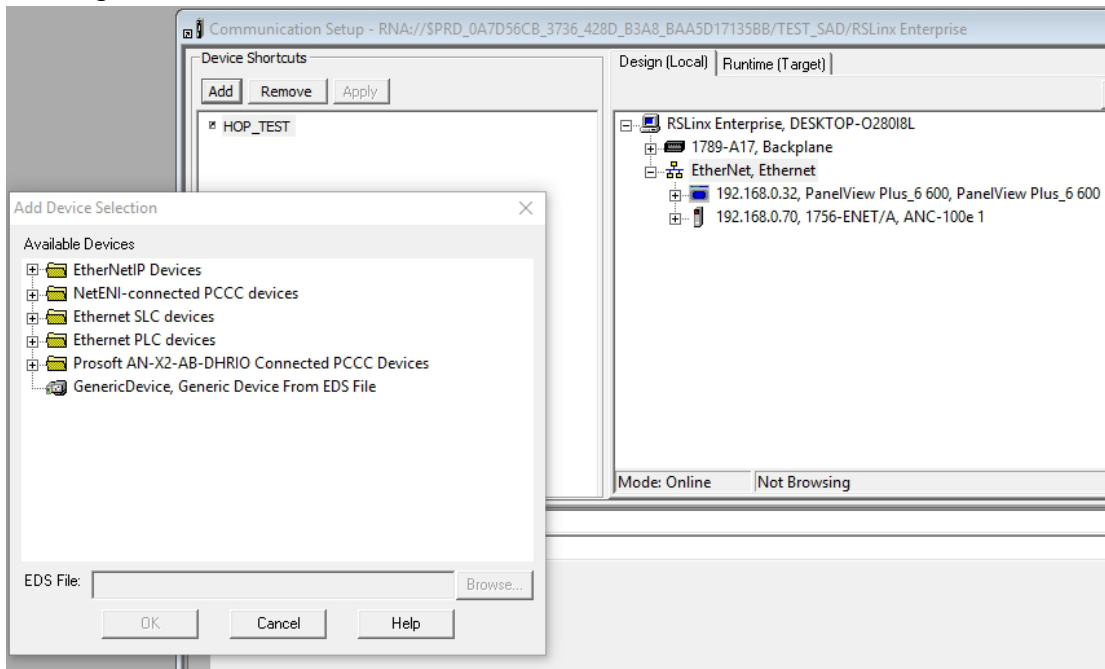 Communication Setup - RNA://$PRD_0A7D56CB_3736_428D_B3A8_BAA5D17135BB/TEST_SAD/RSLinx Enterprise
Device Shortcuts
Add Remove Apply
HOP_TEST
Design (Local) Runtime (Target)
RSLinx Enterprise, DESKTOP-O280I8L
1789-A17, Backplane
EtherNet, Ethernet
192.168.0.32, PanelView Plus_6 600, PanelView Plus_6 600
192.168.0.70, 1756-ENET/A, ANC-100e 1
Mode: Online Not Browsing
Add Device Selection
Available Devices
EtherNetIP Devices
NetENI-connected PCCC devices
Ethernet SLC devices
Ethernet PLC devices
Prosoft AN-X2-AB-DHRIO Connected PCCC Devices
GenericDevice, Generic Device From EDS File
EDS File: Browse...
OK Cancel Help